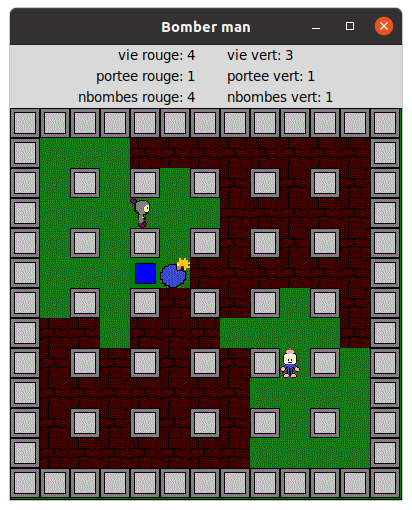 Bomber man
vie rouge: 4 vie vert: 3
portee rouge: 1 portee vert: 1
nbombes rouge: 4 nbombes vert: 1